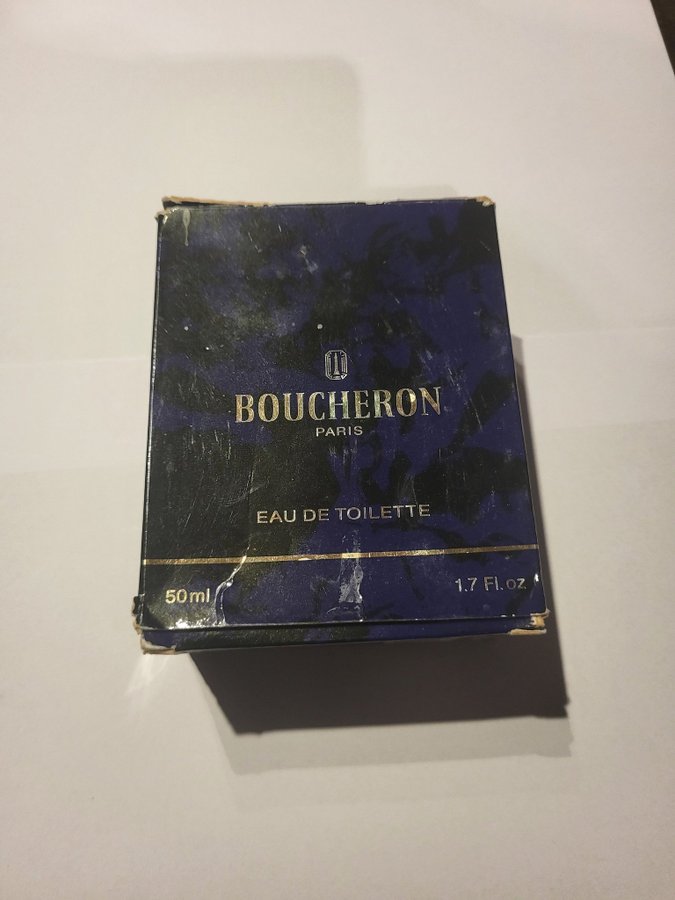 BOUCHERON
PARIS
EAU DE TOILETTE
50ml 1.7 Fl.oz